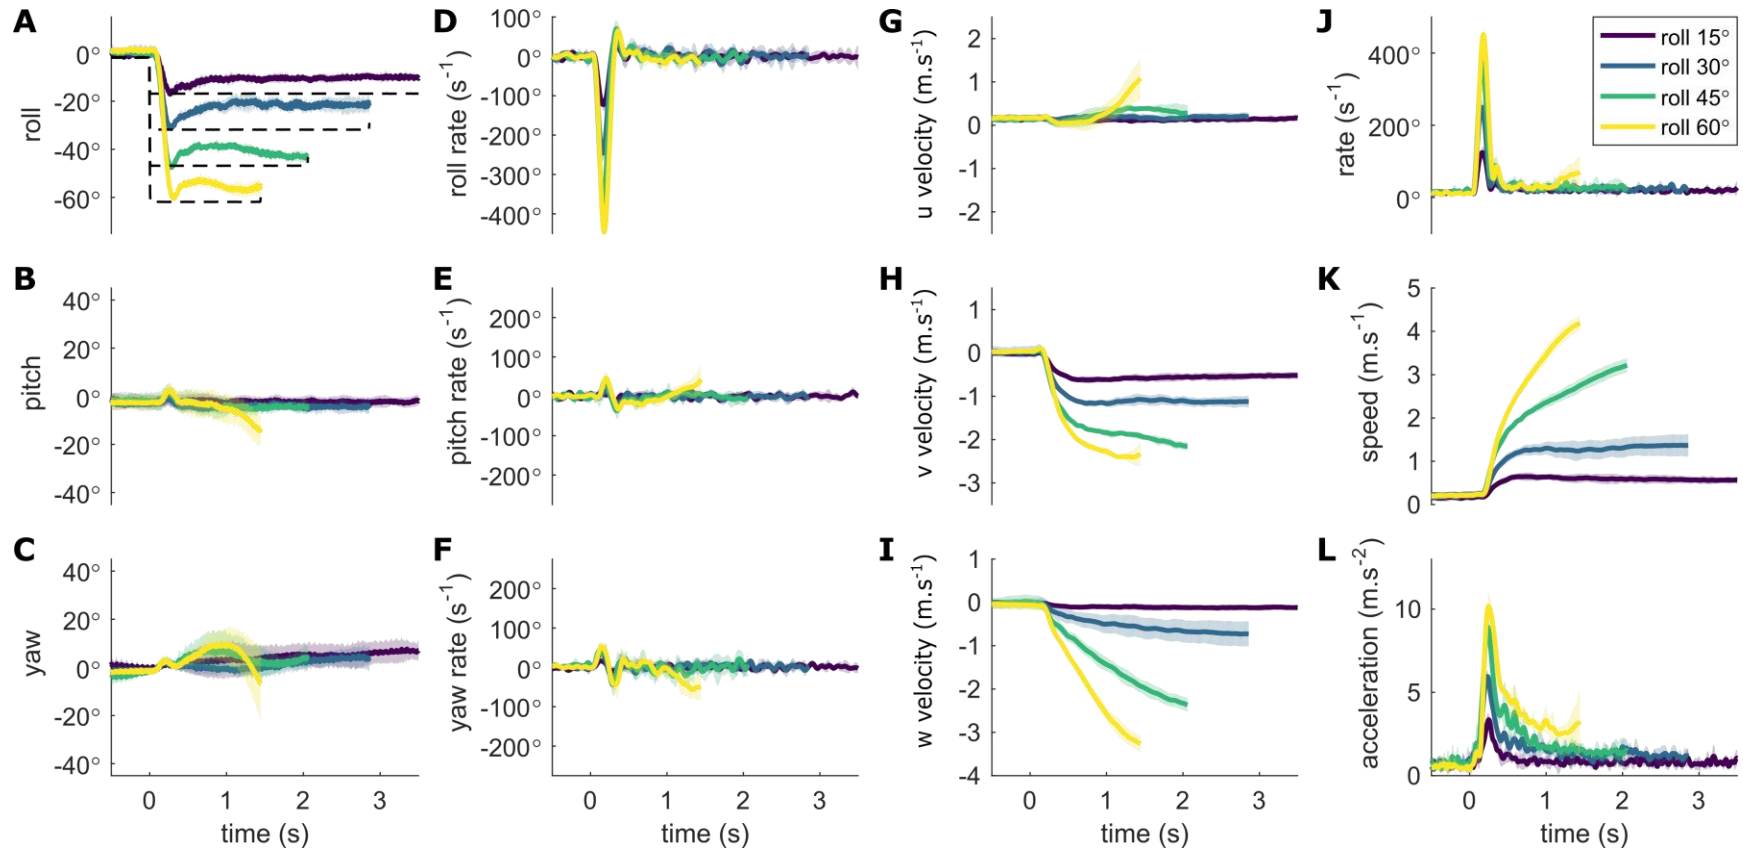 A
roll
0°
-20°
-40°
-60°
B
pitch
40°
20°
0°
-20°
-40°
C
yaw
40°
20°
0°
-20°
-40°
0 1 2 3
time (s)
D
roll rate (s⁻¹)
100°
0°
-100°
-200°
-300°
-400°
E
pitch rate (s⁻¹)
200°
100°
0°
-100°
-200°
F
yaw rate (s⁻¹)
200°
100°
0°
-100°
-200°
0 1 2 3
time (s)
G
u velocity (m.s⁻¹)
2
1
0
-1
-2
H
v velocity (m.s⁻¹)
1
0
-1
-2
-3
I
w velocity (m.s⁻¹)
1
0
-1
-2
-3
-4
0 1 2 3
time (s)
J
rate (s⁻¹)
400°
200°
0°
roll 15°
roll 30°
roll 45°
roll 60°
K
speed (m.s⁻¹)
5
4
3
2
1
0
L
acceleration (m.s⁻²)
10
5
0
0 1 2 3
time (s)